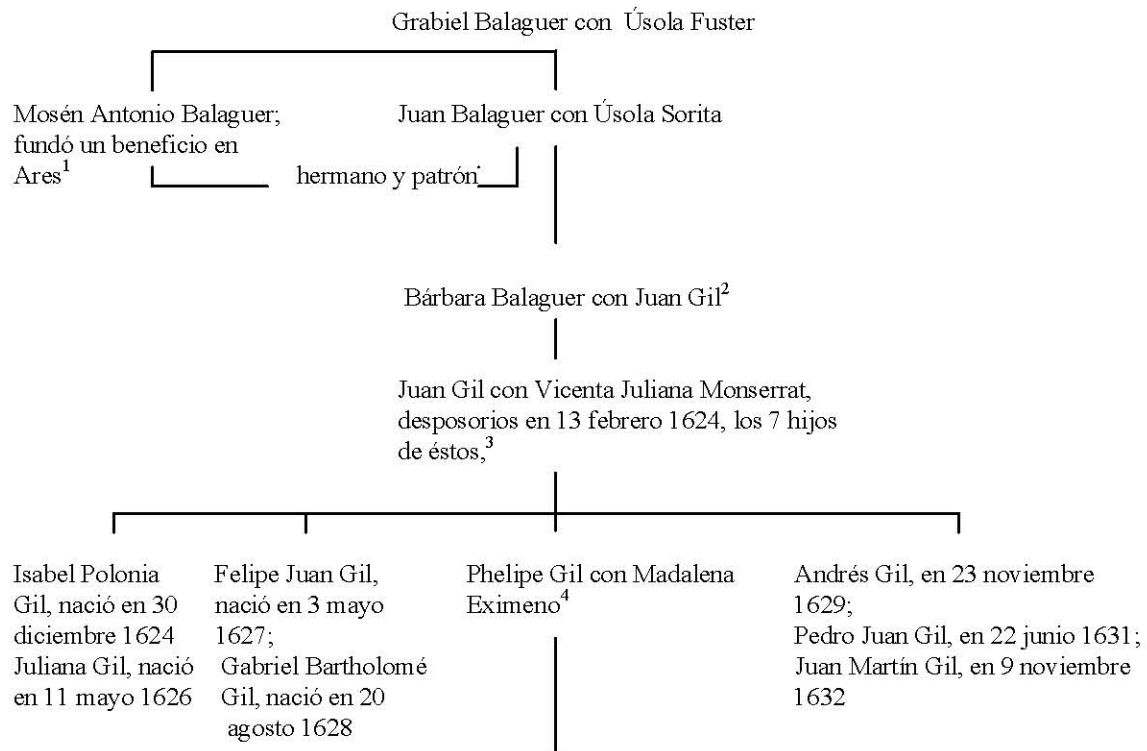 Grabiel Balaguer con Úsola Fuster
Mosén Antonio Balaguer;
fundó un beneficio en
Ares1
Juan Balaguer con Úsola Sorita
hermano y patrón
Bárbara Balaguer con Juan Gil2
Juan Gil con Vicenta Juliana Monserrat,
desposorios en 13 febrero 1624, los 7 hijos
de éstos,3
Isabel Polonia
Gil, nació en 30
diciembre 1624
Juliana Gil, nació
en 11 mayo 1626
Felipe Juan Gil,
nació en 3 mayo
1627;
Gabriel Bartholomé
Gil, nació en 20
agosto 1628
Phelipe Gil con Madalena
Eximeno4
Andrés Gil, en 23 noviembre
1629;
Pedro Juan Gil, en 22 junio 1631;
Juan Martín Gil, en 9 noviembre
1632